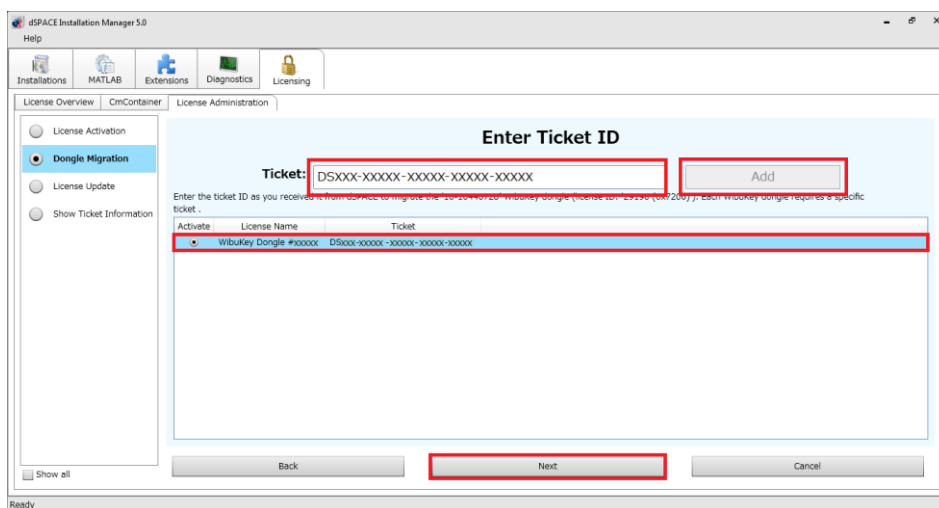 dSPACE Installation Manager 5.0
Help
Installations
MATLAB
Extensions
Diagnostics
Licensing
License Overview
CmContainer
License Administration
License Activation
Dongle Migration
License Update
Show Ticket Information
Show all
Enter Ticket ID
Ticket: DSXXX-XXXXX-XXXXX-XXXXX-XXXXX
Add
Enter the ticket ID as you received it from dSPACE to migrate the '10-10440720' WibuKey dongle (license ID: 29190 (0x7206) ). Each WibuKey dongle requires a specific
ticket .
Activate License Name Ticket
WibuKey Dongle #xxxxx DSxxx-xxxxx -xxxxx-xxxxx-xxxxx
Back
Next
Cancel
Ready